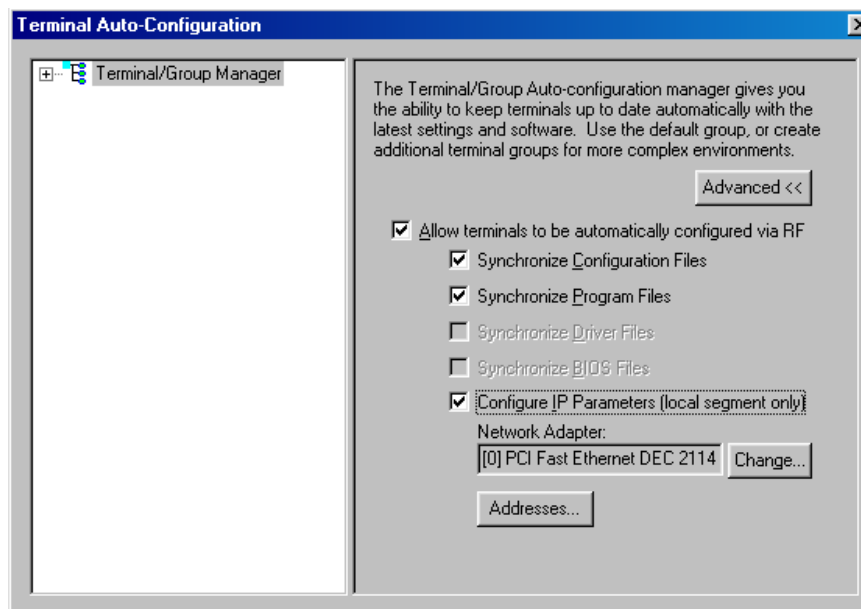 Terminal Auto-Configuration
Terminal/Group Manager
The Terminal/Group Auto-configuration manager gives you
the ability to keep terminals up to date automatically with the
latest settings and software.  Use the default group, or create
additional terminal groups for more complex environments.
Advanced <<
Allow terminals to be automatically configured via RF
Synchronize Configuration Files
Synchronize Program Files
Synchronize Driver Files
Synchronize BIOS Files
Configure IP Parameters (local segment only)
Network Adapter:
[0] PCI Fast Ethernet DEC 2114
Change...
Addresses...